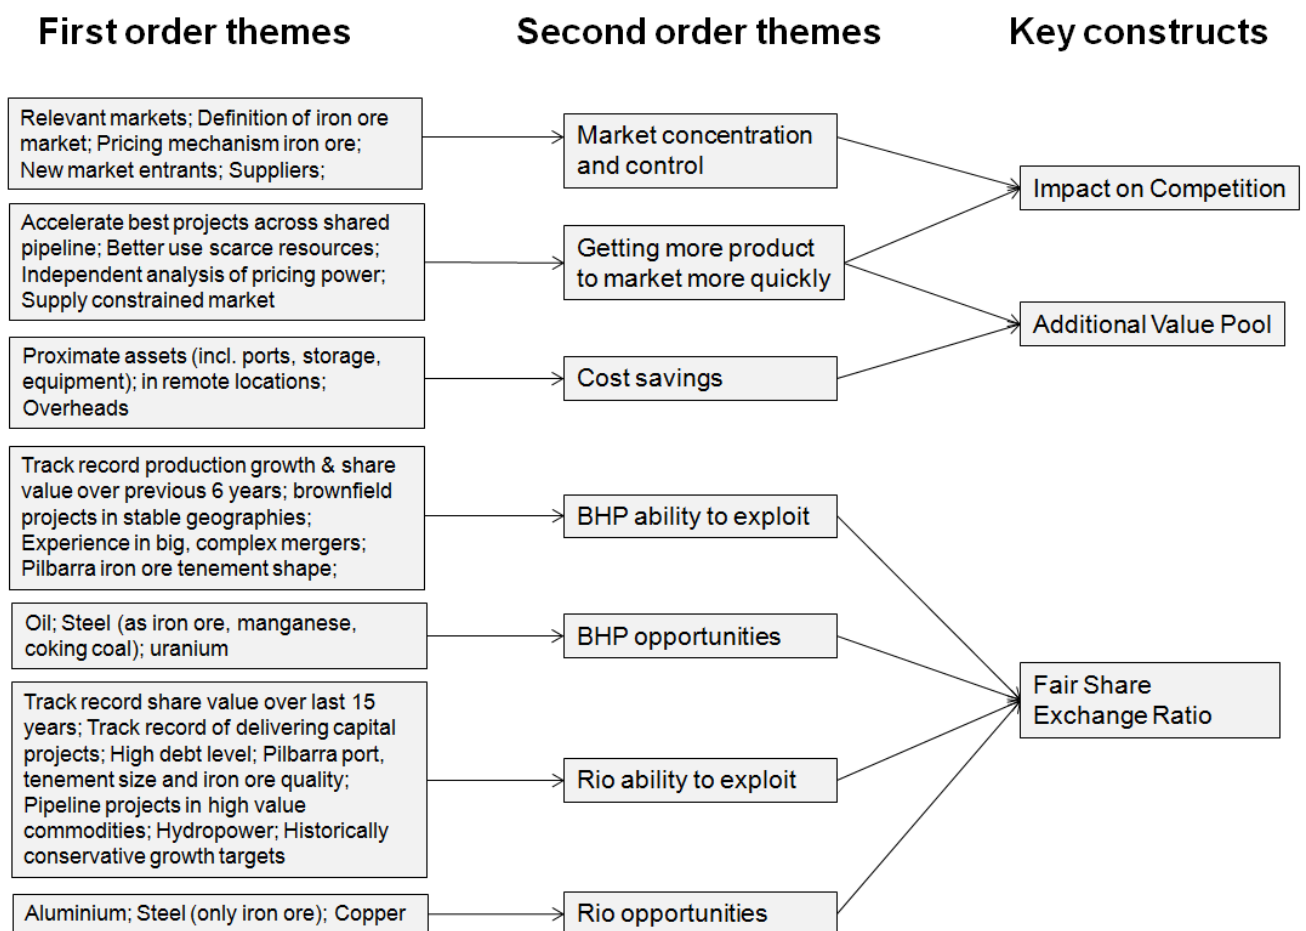 First order themes
Second order themes
Key constructs
Relevant markets; Definition of iron ore
market; Pricing mechanism iron ore;
New market entrants; Suppliers;
Market concentration
and control
Impact on Competition
Accelerate best projects across shared
pipeline; Better use scarce resources;
Independent analysis of pricing power;
Supply constrained market
Getting more product
to market more quickly
Additional Value Pool
Proximate assets (incl. ports, storage,
equipment); in remote locations;
Overheads
Cost savings
Track record production growth & share
value over previous 6 years; brownfield
projects in stable geographies;
Experience in big, complex mergers;
Pilbarra iron ore tenement shape;
BHP ability to exploit
Oil; Steel (as iron ore, manganese,
coking coal); uranium
BHP opportunities
Fair Share
Exchange Ratio
Track record share value over last 15
years; Track record of delivering capital
projects; High debt level; Pilbarra port,
tenement size and iron ore quality;
Pipeline projects in high value
commodities; Hydropower; Historically
conservative growth targets
Rio ability to exploit
Aluminium; Steel (only iron ore); Copper
Rio opportunities